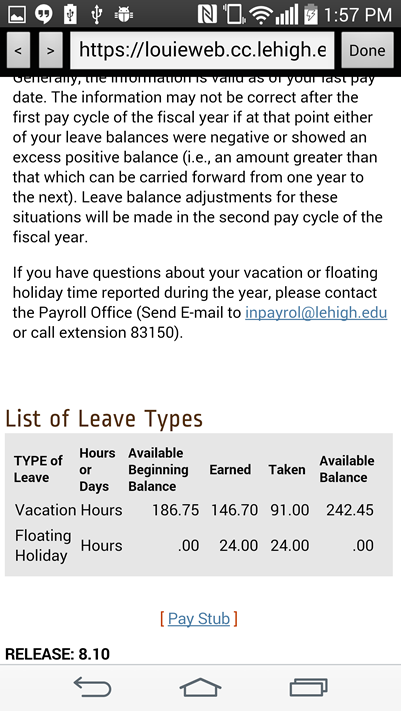 1:57 PM
< > https://louieweb.cc.lehigh.e Done
Generally, the information is valid as of your last pay
date. The information may not be correct after the
first pay cycle of the fiscal year if at that point either
of your leave balances were negative or showed an
excess positive balance (i.e., an amount greater than
that which can be carried forward from one year to
the next). Leave balance adjustments for these
situations will be made in the second pay cycle of the
fiscal year.
If you have questions about your vacation or floating
holiday time reported during the year, please contact
the Payroll Office (Send E-mail to inpayrol@lehigh.edu
or call extension 83150).
List of Leave Types
TYPE of Leave Hours or Days Available Beginning Balance Earned Taken Available Balance
Vacation Hours 186.75 146.70 91.00 242.45
Floating Holiday Hours .00 24.00 24.00 .00
[ Pay Stub ]
RELEASE: 8.10